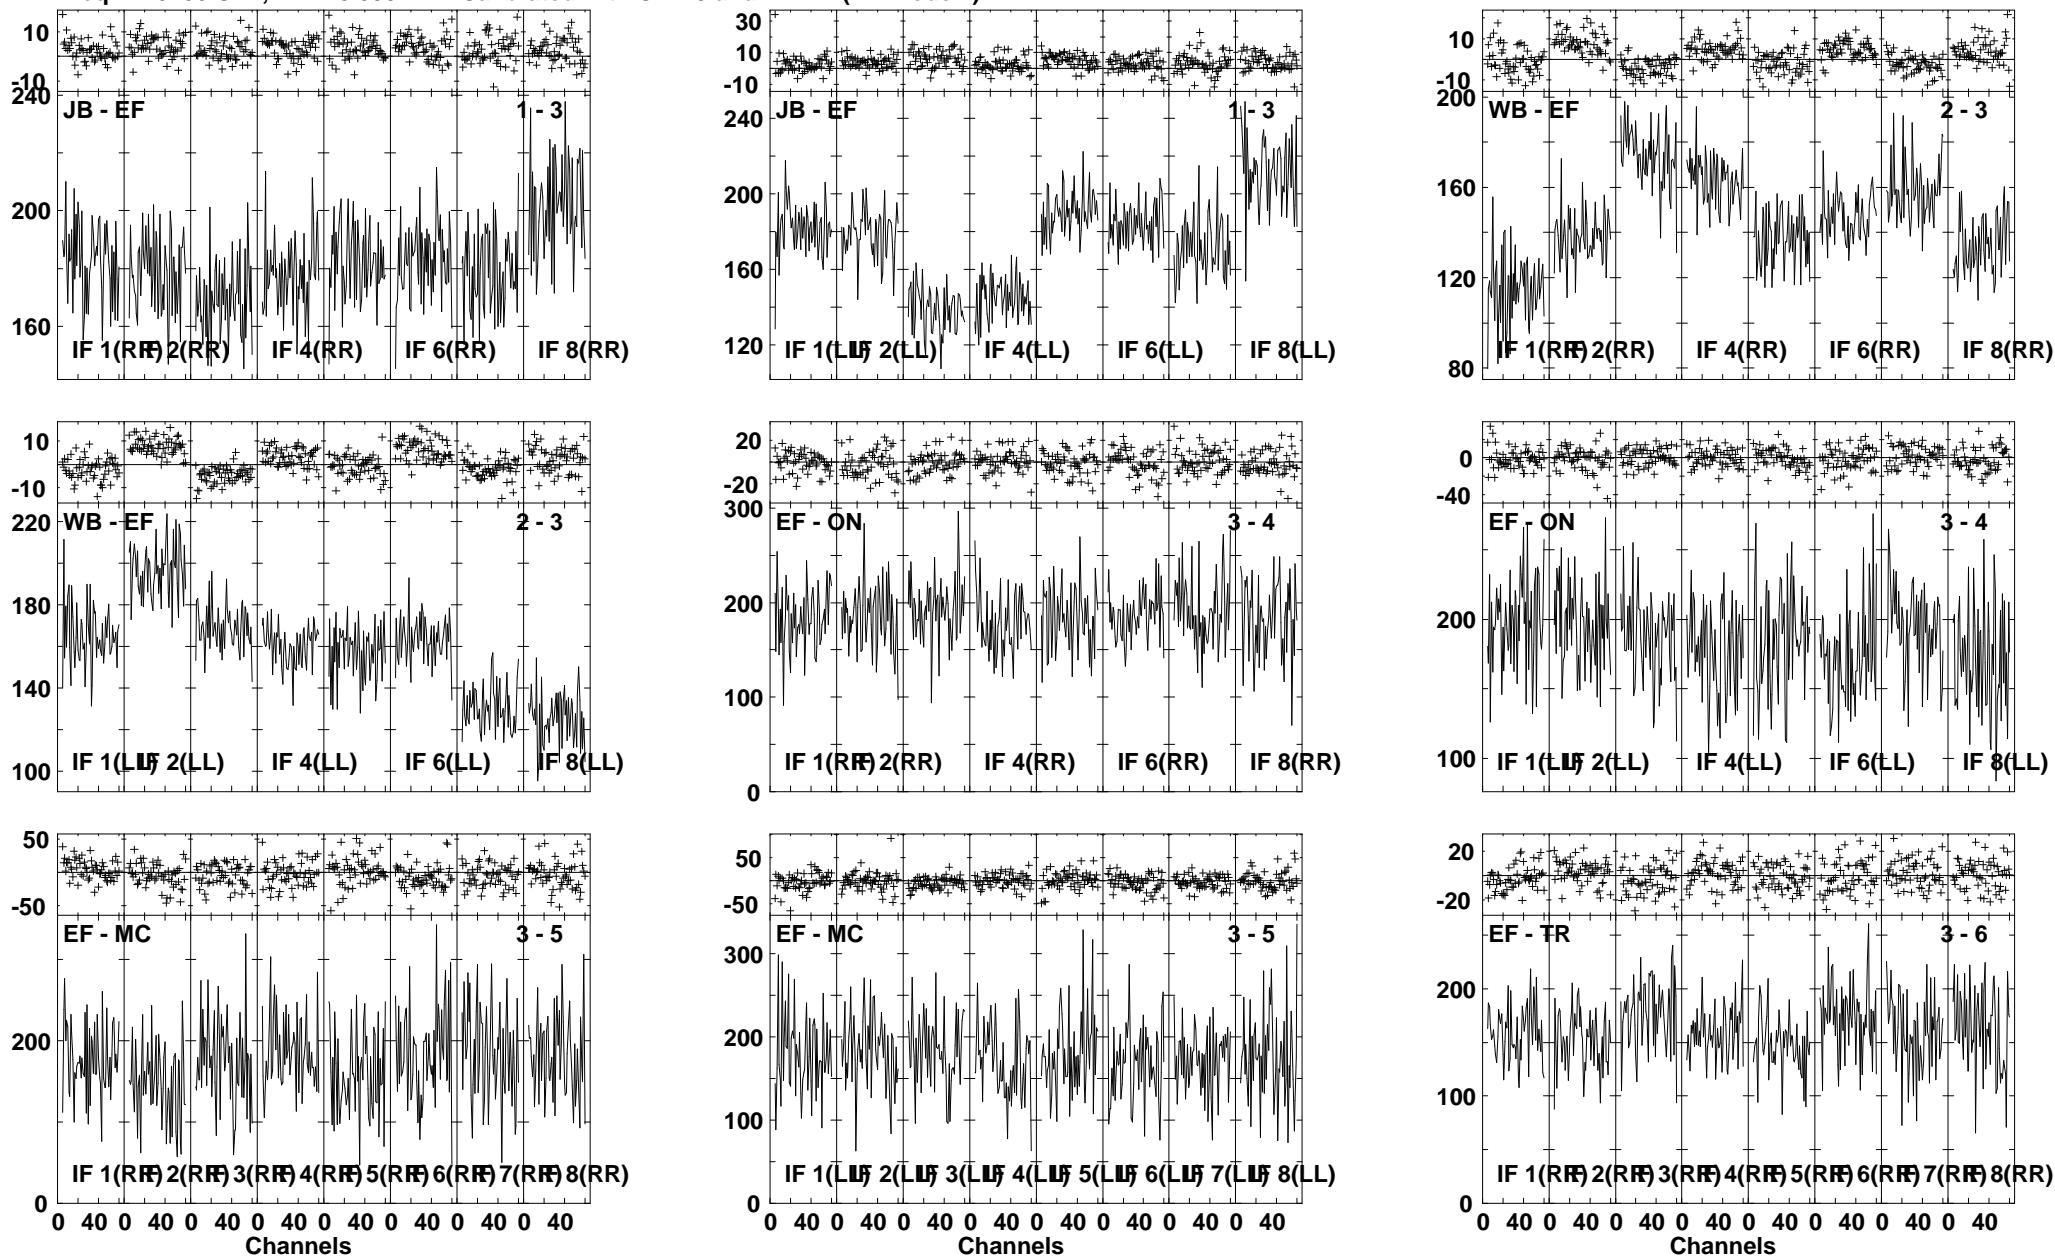 10
-10
30
10
-10
10
-10
240
200
160
JB - EF
1 - 3
IF 1(RR)
IF 2(RR)
IF 4(RR)
IF 6(RR)
IF 8(RR)
240
200
160
120
JB - EF
1 - 3
IF 1(LL)
IF 2(LL)
IF 4(LL)
IF 6(LL)
IF 8(LL)
200
160
120
80
WB - EF
2 - 3
IF 1(RR)
IF 2(RR)
IF 4(RR)
IF 6(RR)
IF 8(RR)
10
-10
20
-20
0
-40
220
180
140
100
WB - EF
2 - 3
IF 1(LL)
IF 2(LL)
IF 4(LL)
IF 6(LL)
IF 8(LL)
300
200
100
0
EF - ON
3 - 4
IF 1(RR)
IF 2(RR)
IF 4(RR)
IF 6(RR)
IF 8(RR)
200
100
EF - ON
3 - 4
IF 1(LL)
IF 2(LL)
IF 4(LL)
IF 6(LL)
IF 8(LL)
50
-50
50
-50
20
-20
200
0
EF - MC
3 - 5
IF 1(RR)
IF 2(RR)
IF 3(RR)
IF 4(RR)
IF 5(RR)
IF 6(RR)
IF 7(RR)
IF 8(RR)
0 40 0 40 0 40 0 40 0 40 0 40 0 40 0 40
Channels
300
200
100
0
EF - MC
3 - 5
IF 1(LL)
IF 2(LL)
IF 3(LL)
IF 4(LL)
IF 5(LL)
IF 6(LL)
IF 7(LL)
IF 8(LL)
0 40 0 40 0 40 0 40 0 40 0 40 0 40 0 40
Channels
200
100
0
EF - TR
3 - 6
IF 1(RR)
IF 2(RR)
IF 3(RR)
IF 4(RR)
IF 5(RR)
IF 6(RR)
IF 7(RR)
IF 8(RR)
0 40 0 40 0 40 0 40 0 40 0 40 0 40 0 40
Channels